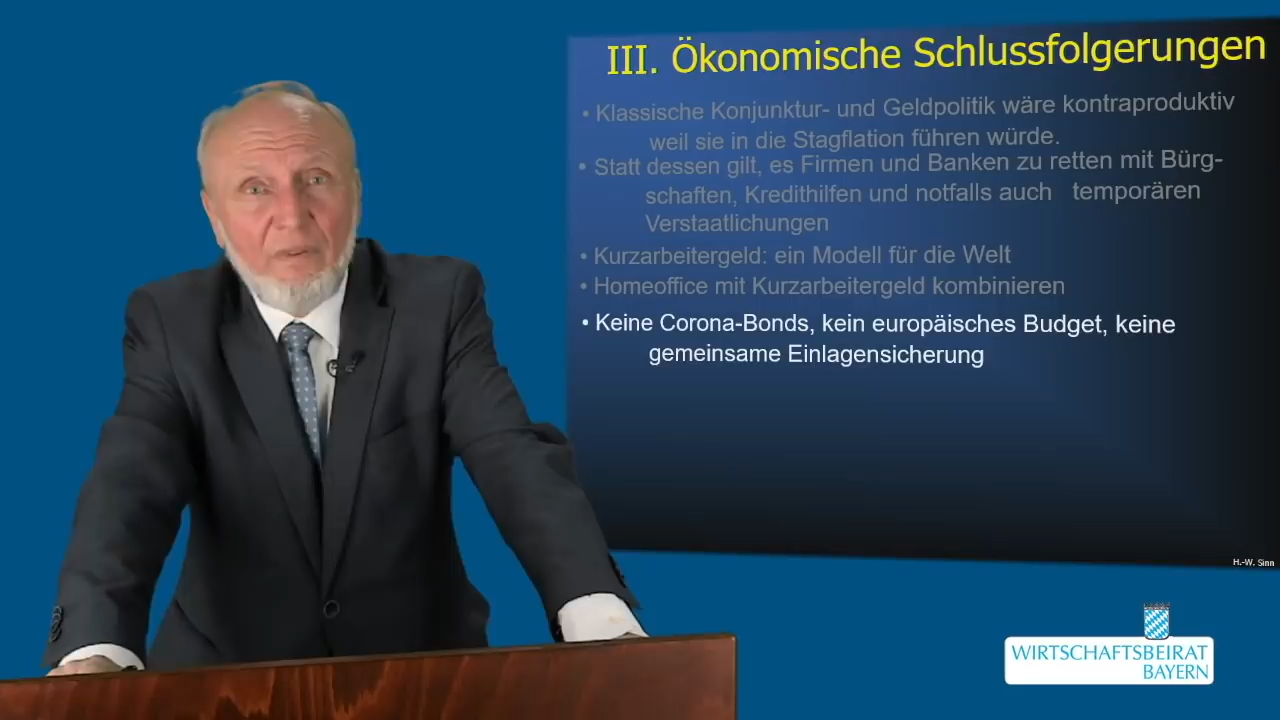 III. Ökonomische Schlussfolgerungen
• Klassische Konjunktur- und Geldpolitik wäre kontraproduktiv
weil sie in die Stagflation führen würde.
• Statt dessen gilt, es Firmen und Banken zu retten mit Bürg-
schaften, Kredithilfen und notfalls auch temporären
Verstaatlichungen
• Kurzarbeitergeld: ein Modell für die Welt
• Homeoffice mit Kurzarbeitergeld kombinieren
• Keine Corona-Bonds, kein europäisches Budget, keine
gemeinsame Einlagensicherung
H.-W. Sinn
WIRTSCHAFTSBEIRAT
BAYERN